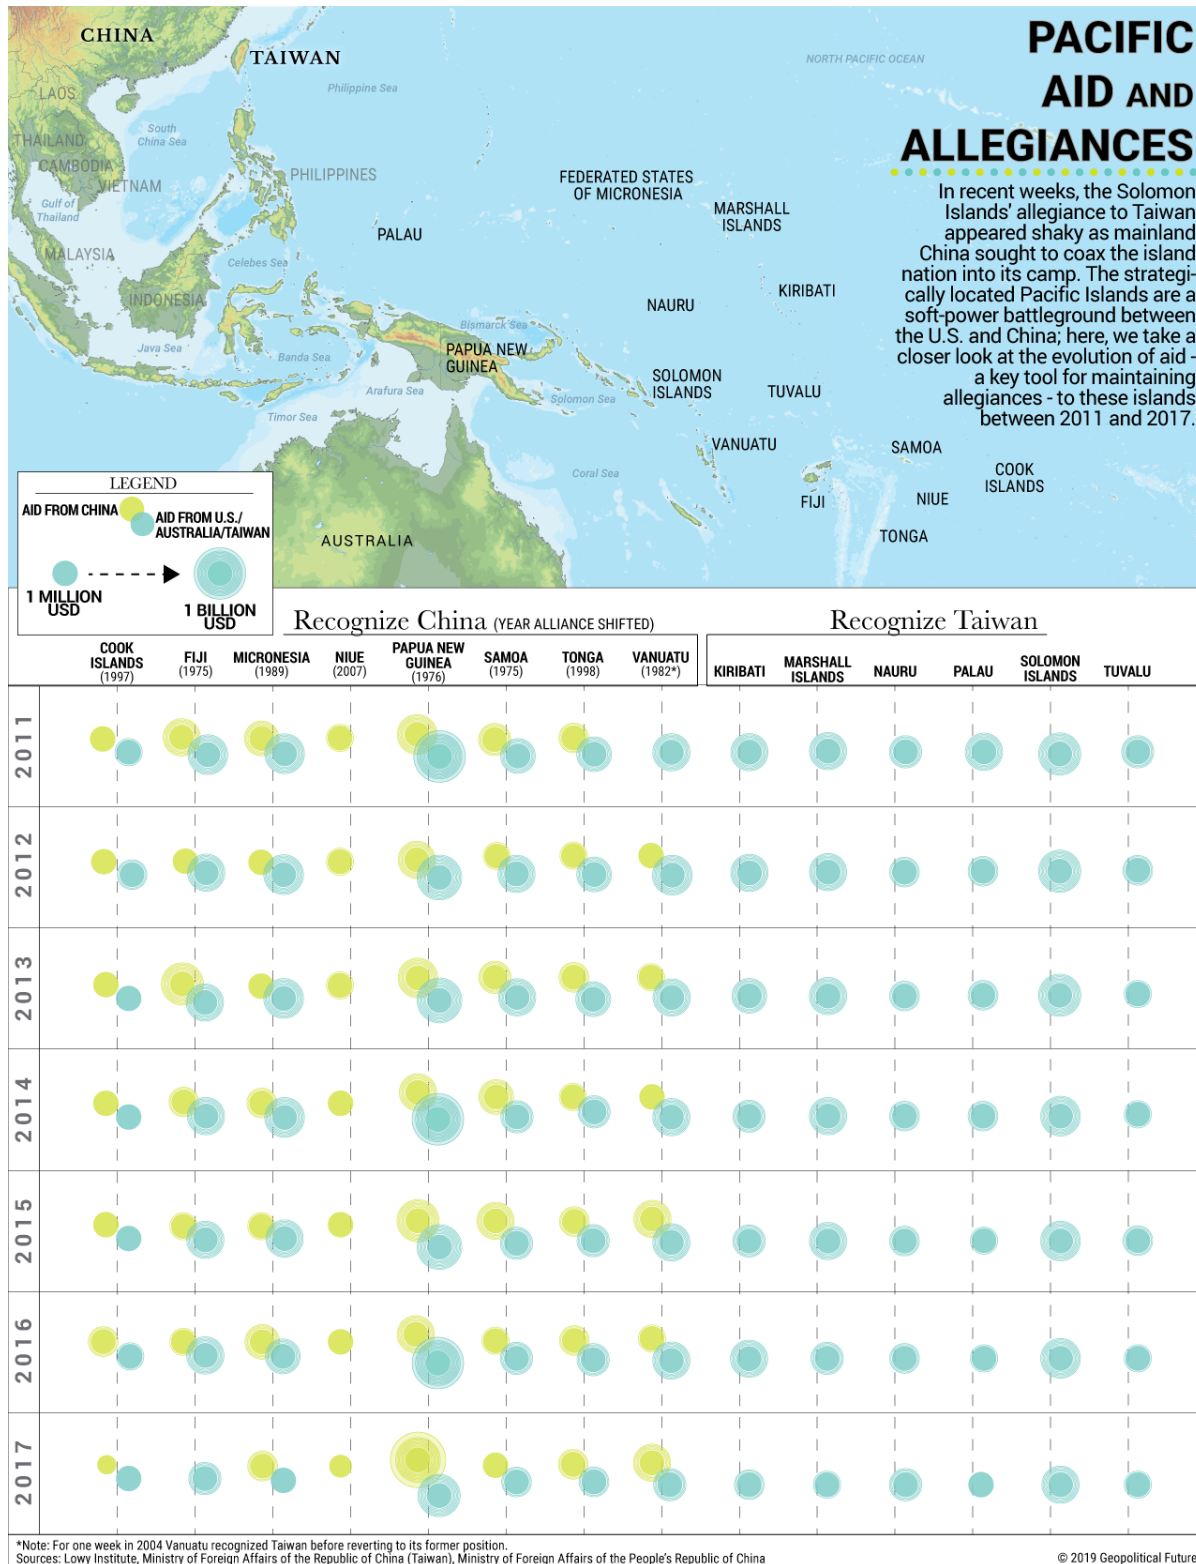 PACIFIC
AID AND
ALLEGIANCES
In recent weeks, the Solomon
Islands' allegiance to Taiwan
appeared shaky as mainland
China sought to coax the island
nation into its camp. The strategi-
cally located Pacific Islands are a
soft-power battleground between
the U.S. and China; here, we take a
closer look at the evolution of aid -
a key tool for maintaining
allegiances - to these islands
between 2011 and 2017.
CHINA
TAIWAN
NORTH PACIFIC OCEAN
Philippine Sea
LAOS
South
China Sea
THAILAND
CAMBODIA
VIETNAM
PHILIPPINES
FEDERATED STATES
OF MICRONESIA
Gulf of
Thailand
MARSHALL
ISLANDS
PALAU
MALAYSIA
Celebes Sea
INDONESIA
KIRIBATI
NAURU
Bismarck Sea
Java Sea
Banda Sea
PAPUA NEW
GUINEA
Arafura Sea
SOLOMON
ISLANDS
Solomon Sea
TUVALU
Timor Sea
VANUATU
SAMOA
Coral Sea
COOK
ISLANDS
FIJI
NIUE
TONGA
AUSTRALIA
LEGEND
AID FROM CHINA
AID FROM U.S./
AUSTRALIA/TAIWAN
1 MILLION
USD
1 BILLION
USD
Recognize China (YEAR ALLIANCE SHIFTED)
Recognize Taiwan
COOK
ISLANDS
(1997)
FIJI
(1975)
MICRONESIA
(1989)
NIUE
(2007)
PAPUA NEW
GUINEA
(1976)
SAMOA
(1975)
TONGA
(1998)
VANUATU
(1982*)
KIRIBATI
MARSHALL
ISLANDS
NAURU
PALAU
SOLOMON
ISLANDS
TUVALU
2011
2012
2013
2014
2015
2016
2017
*Note: For one week in 2004 Vanuatu recognized Taiwan before reverting to its former position.
Sources: Lowy Institute, Ministry of Foreign Affairs of the Republic of China (Taiwan), Ministry of Foreign Affairs of the People's Republic of China
© 2019 Geopolitical Future